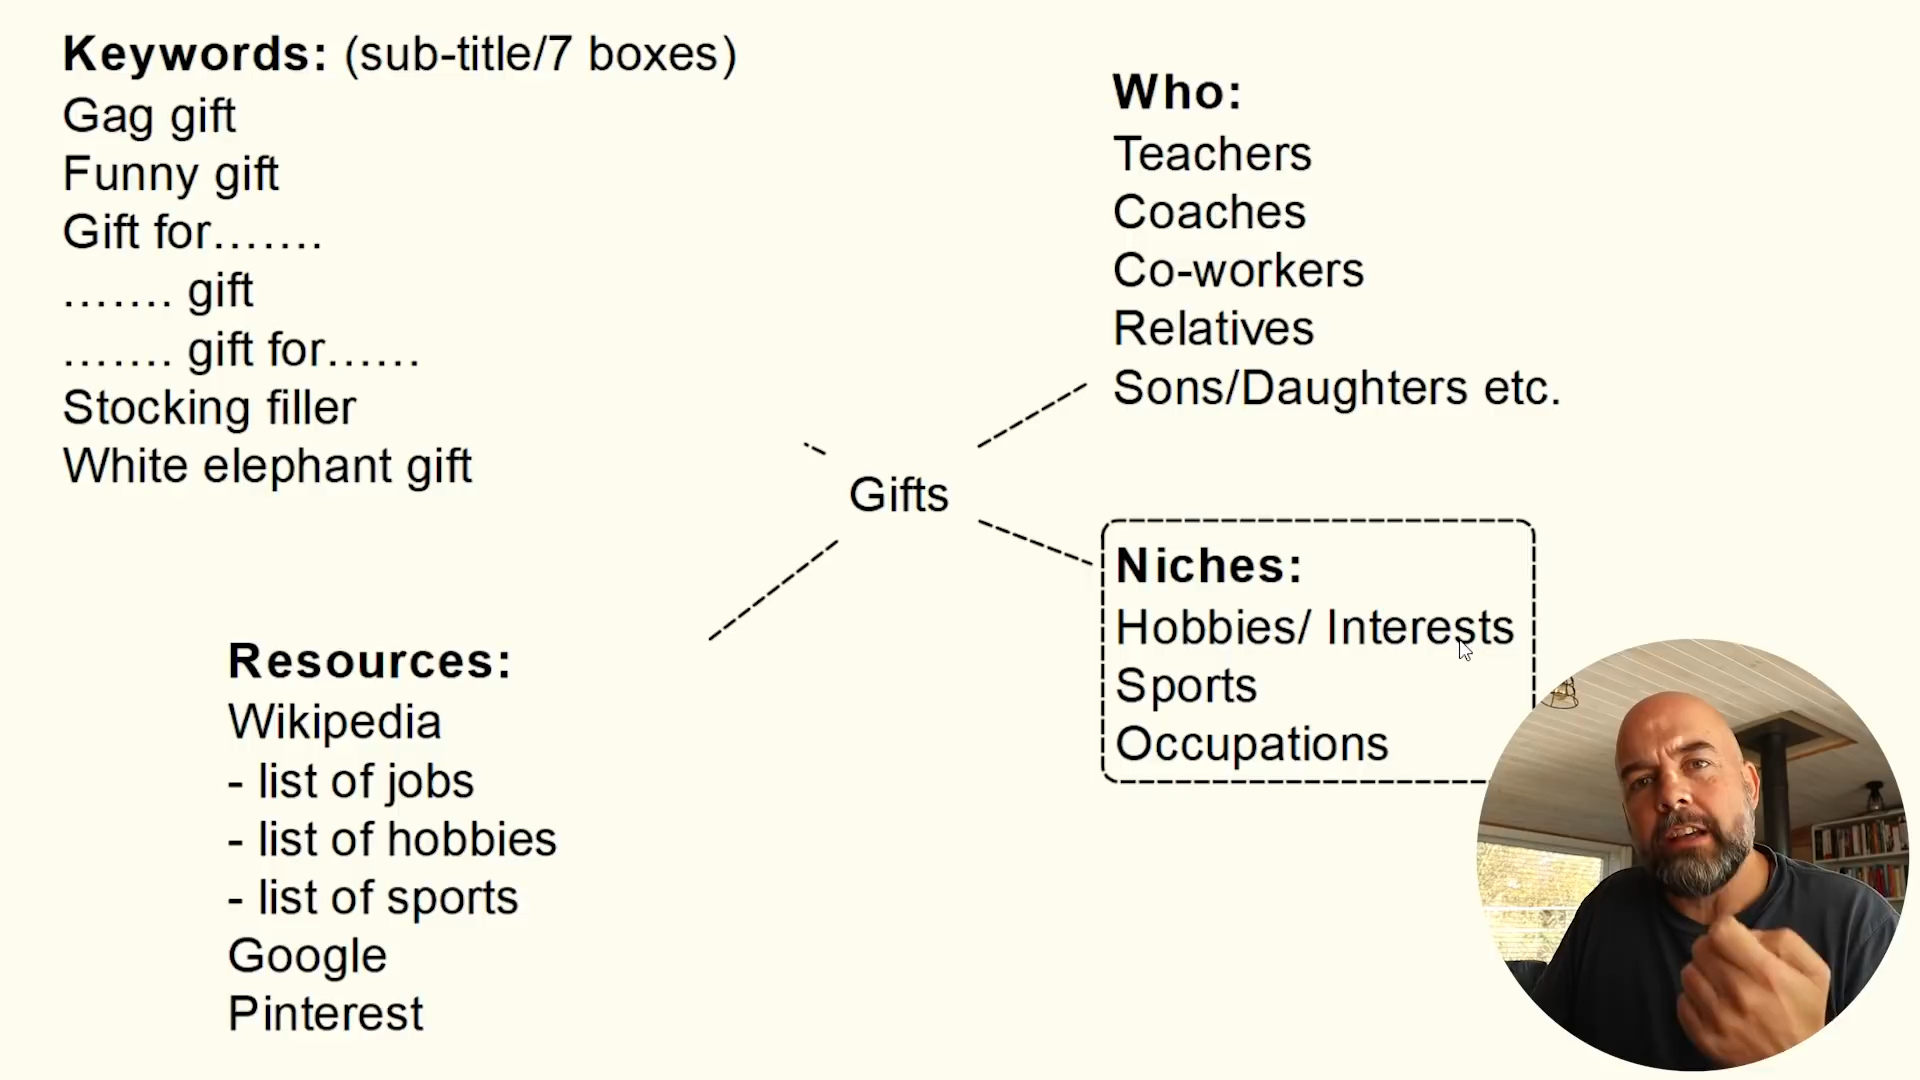 Keywords: (sub-title/7 boxes)
Gag gift
Funny gift
Gift for.......
....... gift
....... gift for......
Stocking filler
White elephant gift
Who:
Teachers
Coaches
Co-workers
Relatives
Sons/Daughters etc.
Gifts
Niches:
Hobbies/ Interests
Sports
Occupations
Resources:
Wikipedia
- list of jobs
- list of hobbies
- list of sports
Google
Pinterest